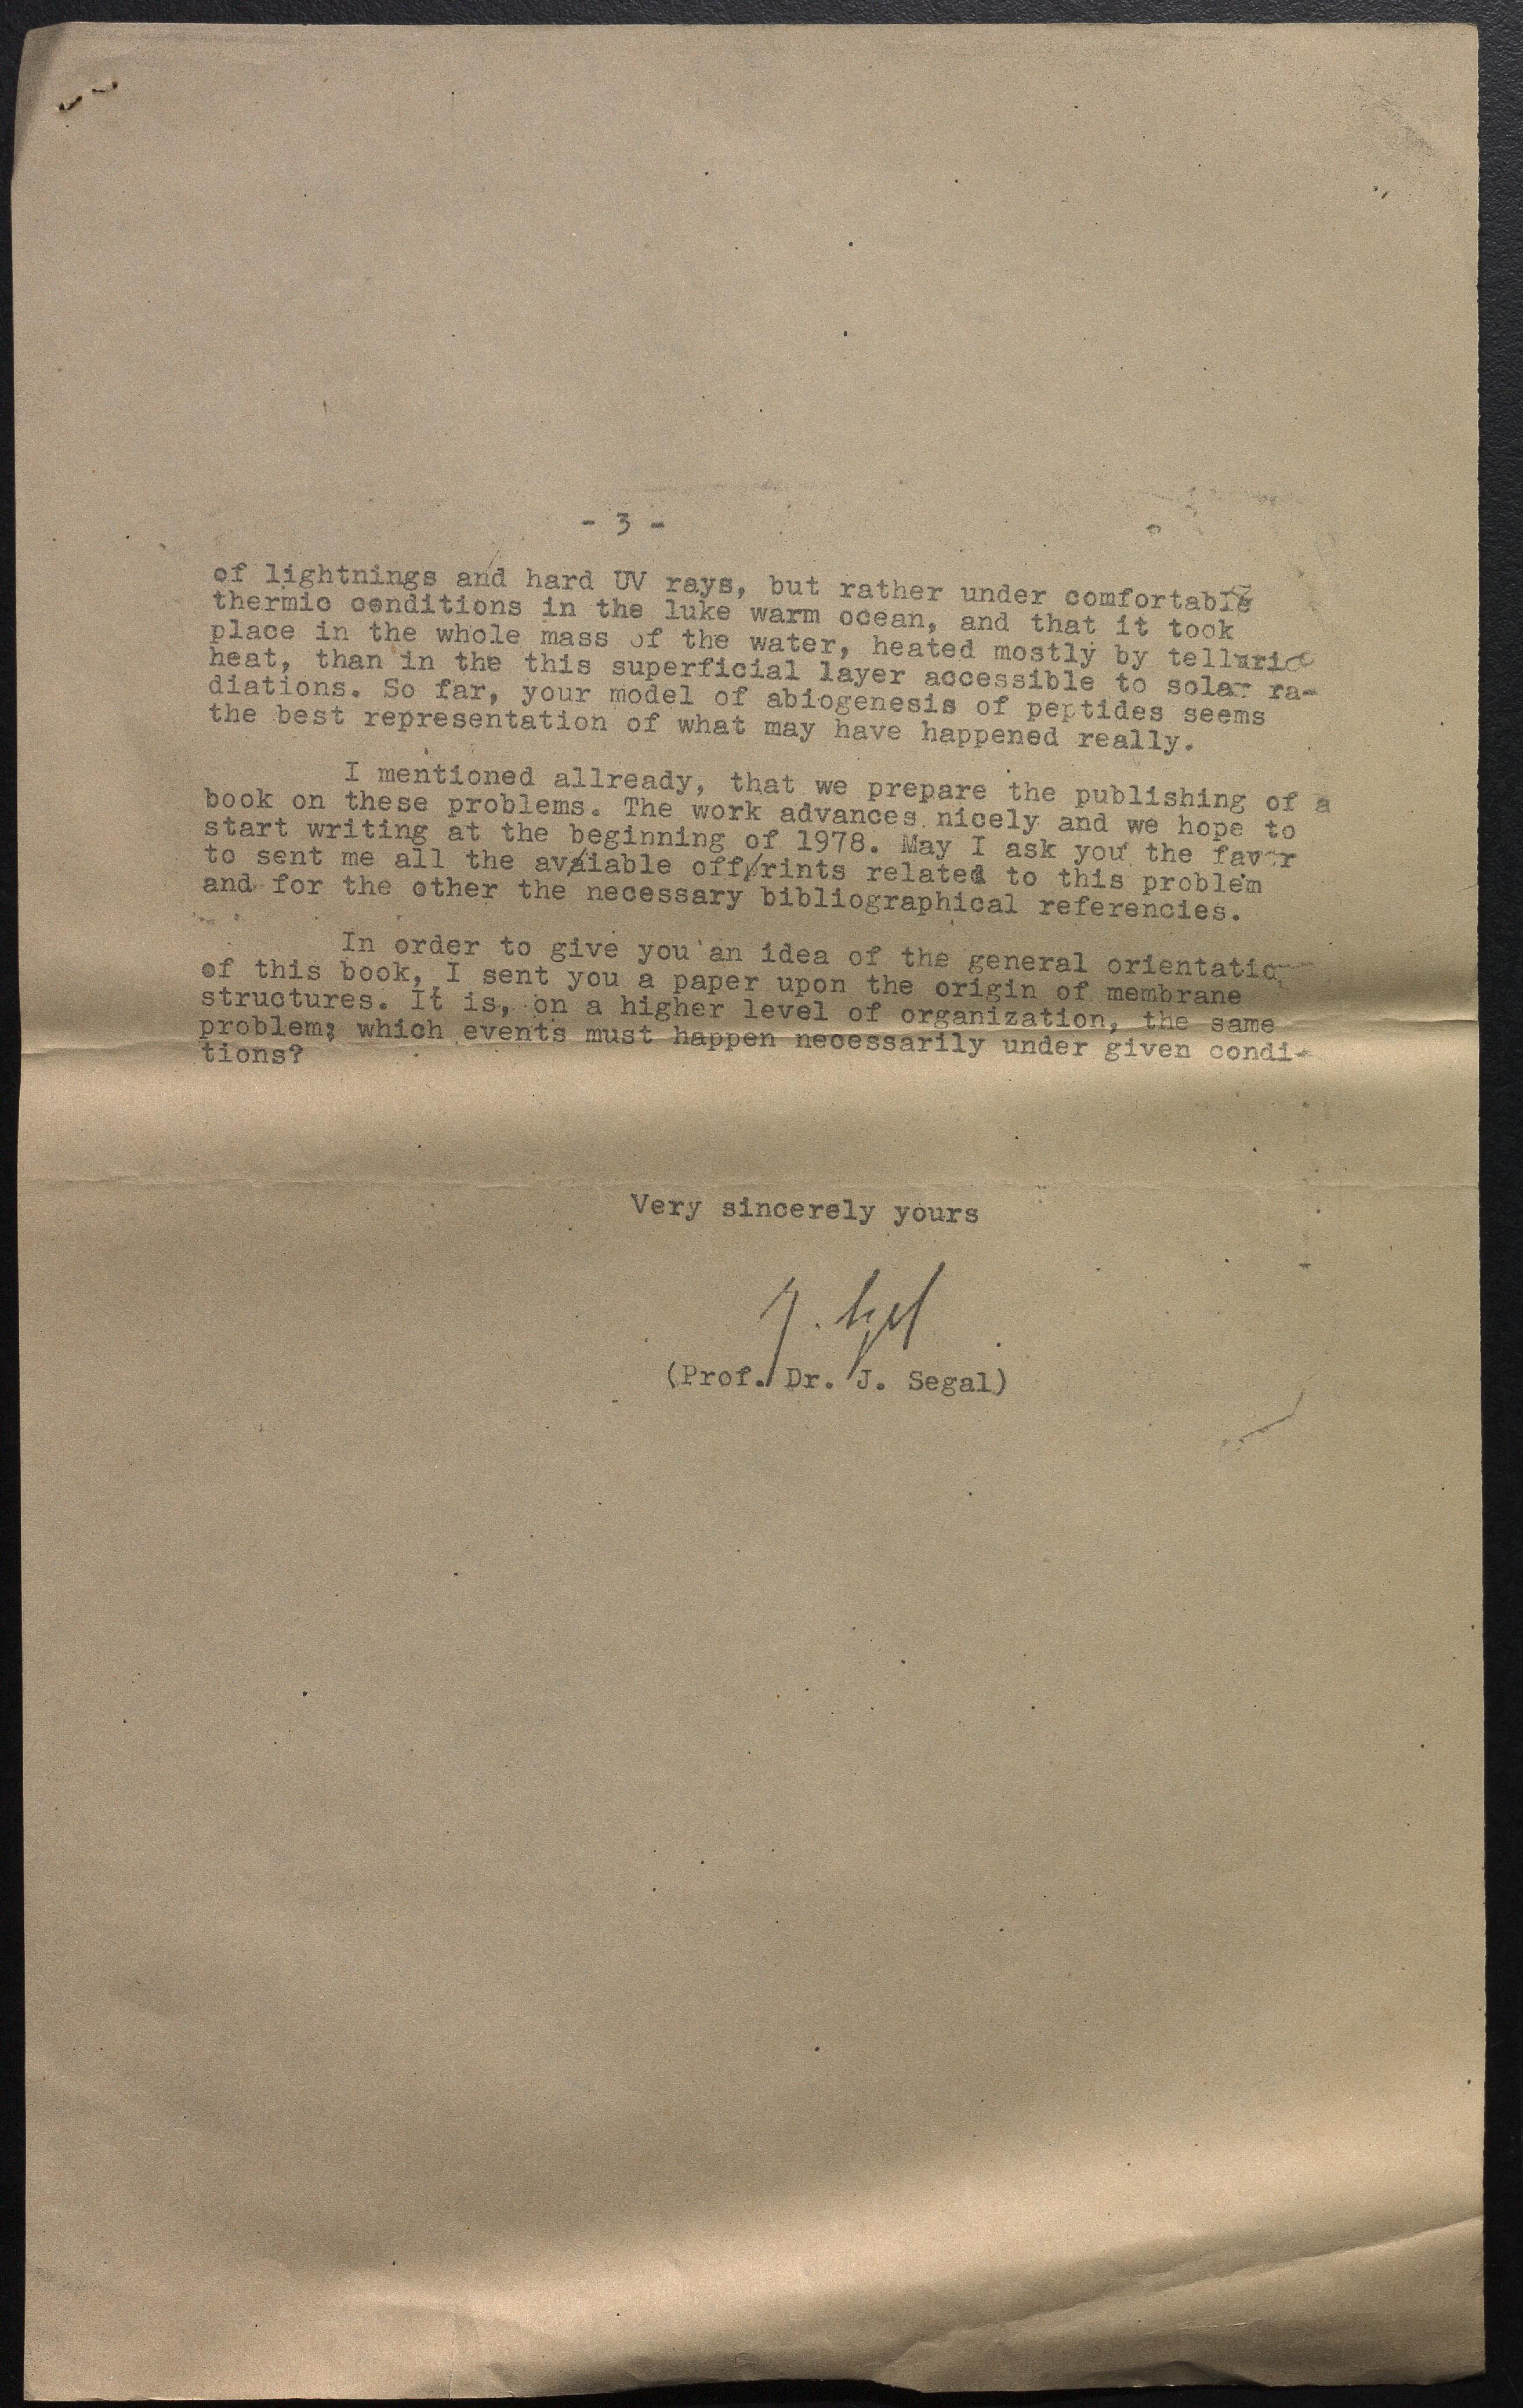 - 3 -
of lightnings and hard UV rays, but rather under comfortable
thermic conditions in the luke warm ocean, and that it took
place in the whole mass of the water, heated mostly by telluric
heat, than in the this superficial layer accessible to solar ra-
diations. So far, your model of abiogenesis of peptides seems
the best representation of what may have happened really.
I mentioned allready, that we prepare the publishing of a
book on these problems. The work advances nicely and we hope to
start writing at the beginning of 1978. May I ask you the favor
to sent me all the avaiable offprints related to this problem
and for the other the necessary bibliographical referencies.
In order to give you an idea of the general orientatio
of this book, I sent you a paper upon the origin of membrane
structures. It is, on a higher level of organization, the same
problem; which events must happen necessarily under given condi-
tions?
Very sincerely yours
(Prof. Dr. J. Segal)